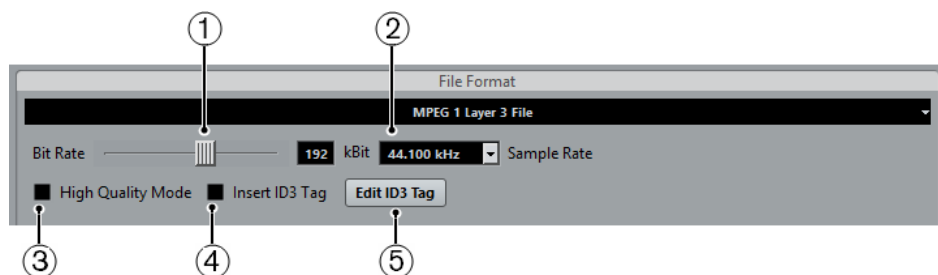 ① ②
File Format
MPEG 1 Layer 3 File
Bit Rate 192 kBit 44.100 kHz Sample Rate
High Quality Mode Insert ID3 Tag Edit ID3 Tag
③ ④ ⑤